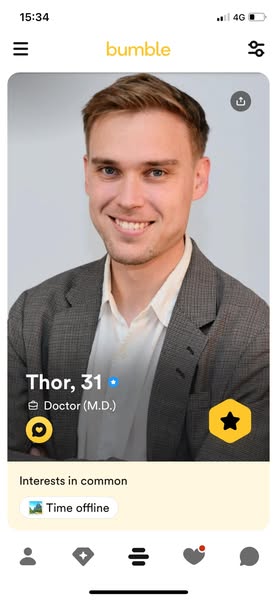 15:34
4G
bumble
Thor, 31
Doctor (M.D.)
Interests in common
Time offline